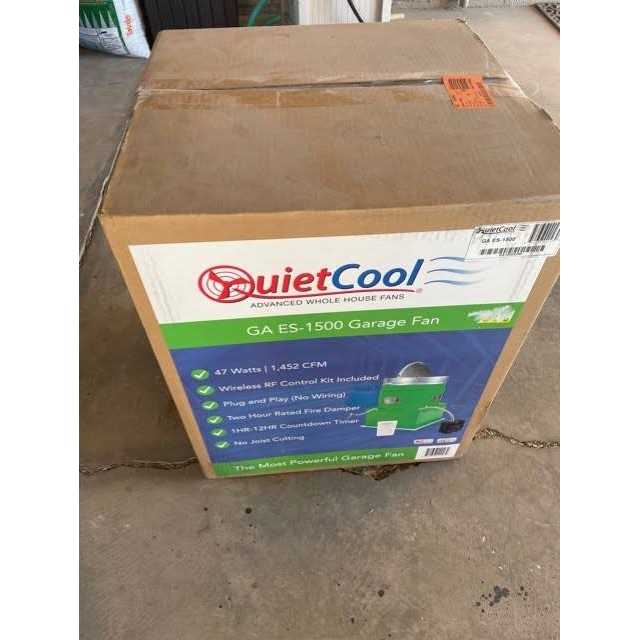 QuietCool
GA ES-1500
QuietCool®
ADVANCED WHOLE HOUSE FANS
GA ES-1500 Garage Fan
47 Watts | 1,452 CFM
Wireless RF Control Kit Included
Plug and Play (No Wiring)
Two Hour Rated Fire Damper
1HR-12HR Countdown Timer
No Joist Cutting
The Most Powerful Garage Fan